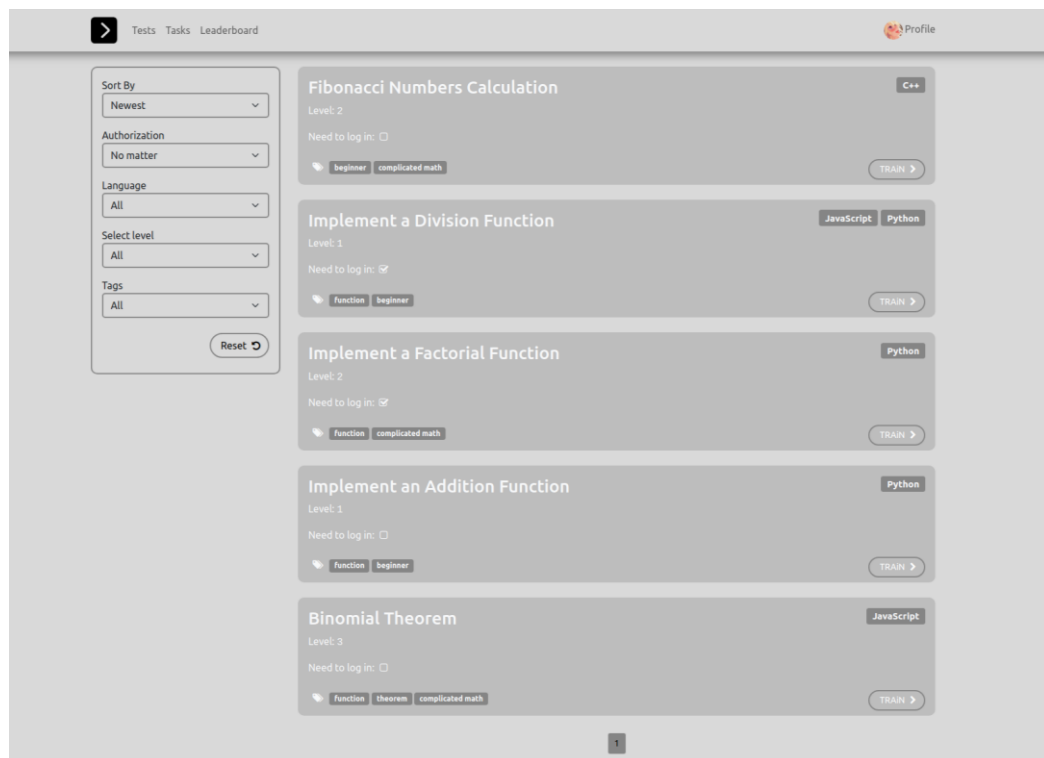 Tests Tasks Leaderboard Profile
Sort By
Newest
Authorization
No matter
Language
All
Select level
All
Tags
All
Reset
Fibonacci Numbers Calculation C++
Level: 2
Need to log in:
beginner complicated math
TRAIN
Implement a Division Function JavaScript Python
Level: 1
Need to log in:
function beginner
TRAIN
Implement a Factorial Function Python
Level: 2
Need to log in:
function complicated math
TRAIN
Implement an Addition Function Python
Level: 1
Need to log in:
function beginner
TRAIN
Binomial Theorem JavaScript
Level: 3
Need to log in:
function theorem complicated math
TRAIN
1